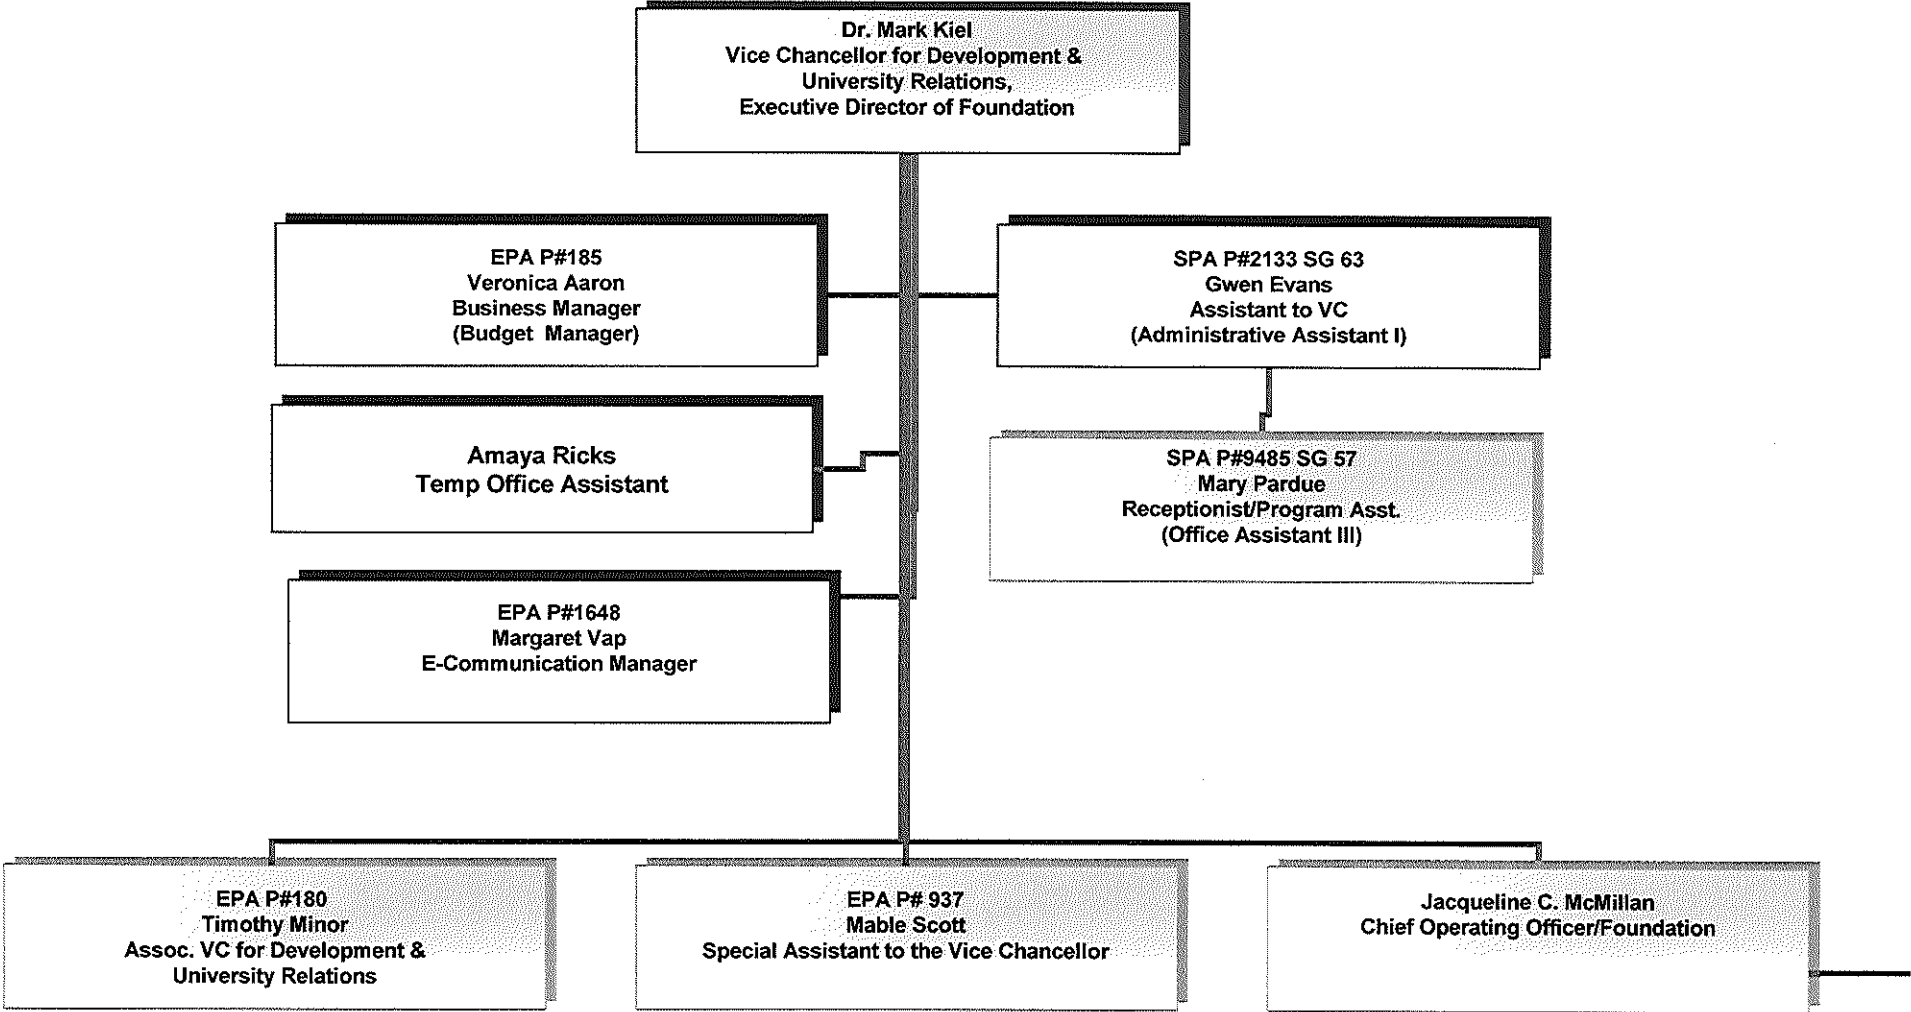 Dr. Mark Kiel
Vice Chancellor for Development &
University Relations,
Executive Director of Foundation
EPA P#185
Veronica Aaron
Business Manager
(Budget Manager)
SPA P#2133 SG 63
Gwen Evans
Assistant to VC
(Administrative Assistant I)
Amaya Ricks
Temp Office Assistant
SPA P#9485 SG 57
Mary Pardue
Receptionist/Program Asst.
(Office Assistant III)
EPA P#1648
Margaret Vap
E-Communication Manager
EPA P#180
Timothy Minor
Assoc. VC for Development &
University Relations
EPA P# 937
Mable Scott
Special Assistant to the Vice Chancellor
Jacqueline C. McMillan
Chief Operating Officer/Foundation